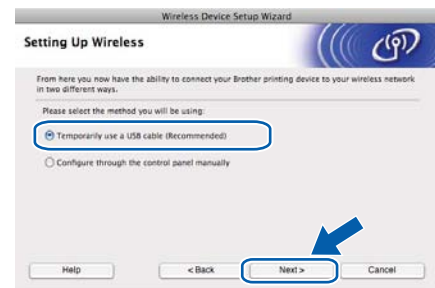 Wireless Device Setup Wizard
Setting Up Wireless
From here you now have the ability to connect your Brother printing device to your wireless network
in two different ways.
Please select the method you will be using:
Temporarily use a USB cable (Recommended)
Configure through the control panel manually
Help < Back Next > Cancel